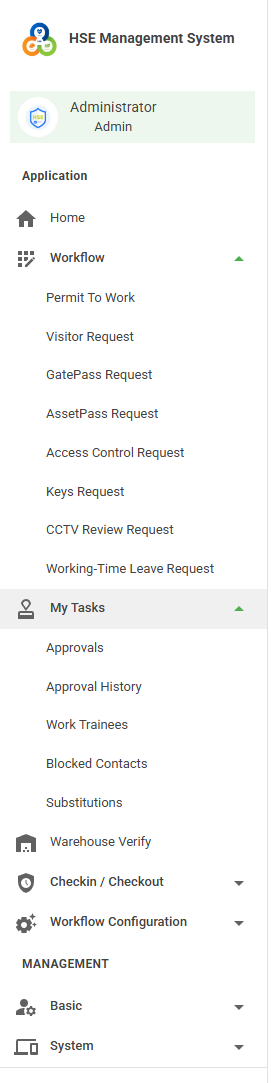 HSE Management System
HSE
Administrator
Admin
Application
Home
Workflow
Permit To Work
Visitor Request
GatePass Request
AssetPass Request
Access Control Request
Keys Request
CCTV Review Request
Working-Time Leave Request
My Tasks
Approvals
Approval History
Work Trainees
Blocked Contacts
Substitutions
Warehouse Verify
Checkin / Checkout
Workflow Configuration
MANAGEMENT
Basic
System